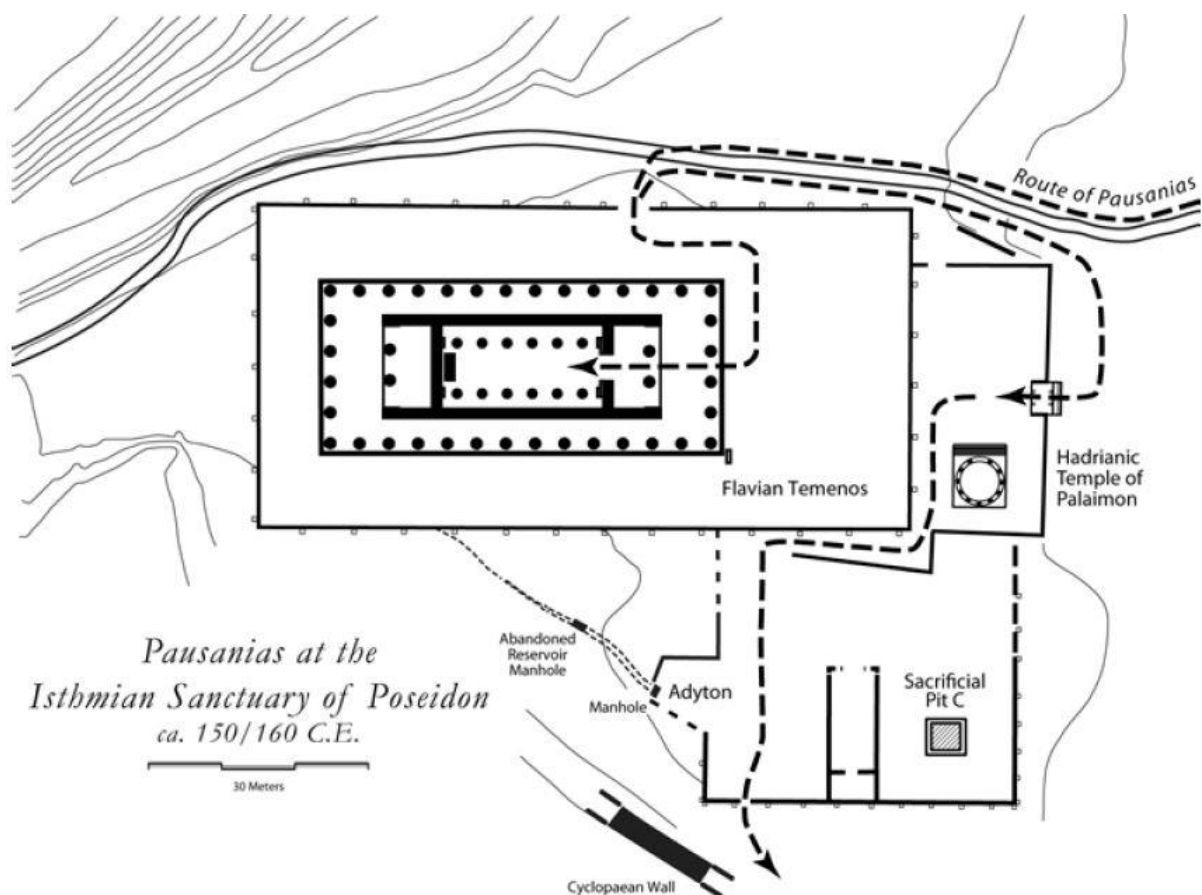 Route of Pausanias
Flavian Temenos
Hadrianic
Temple of
Palaimon
Abandoned
Reservoir
Manhole
Manhole
Adyton
Sacrificial
Pit C
Pausanias at the
Isthmian Sanctuary of Poseidon
ca. 150/160 C.E.
30 Meters
Cyclopaean Wall